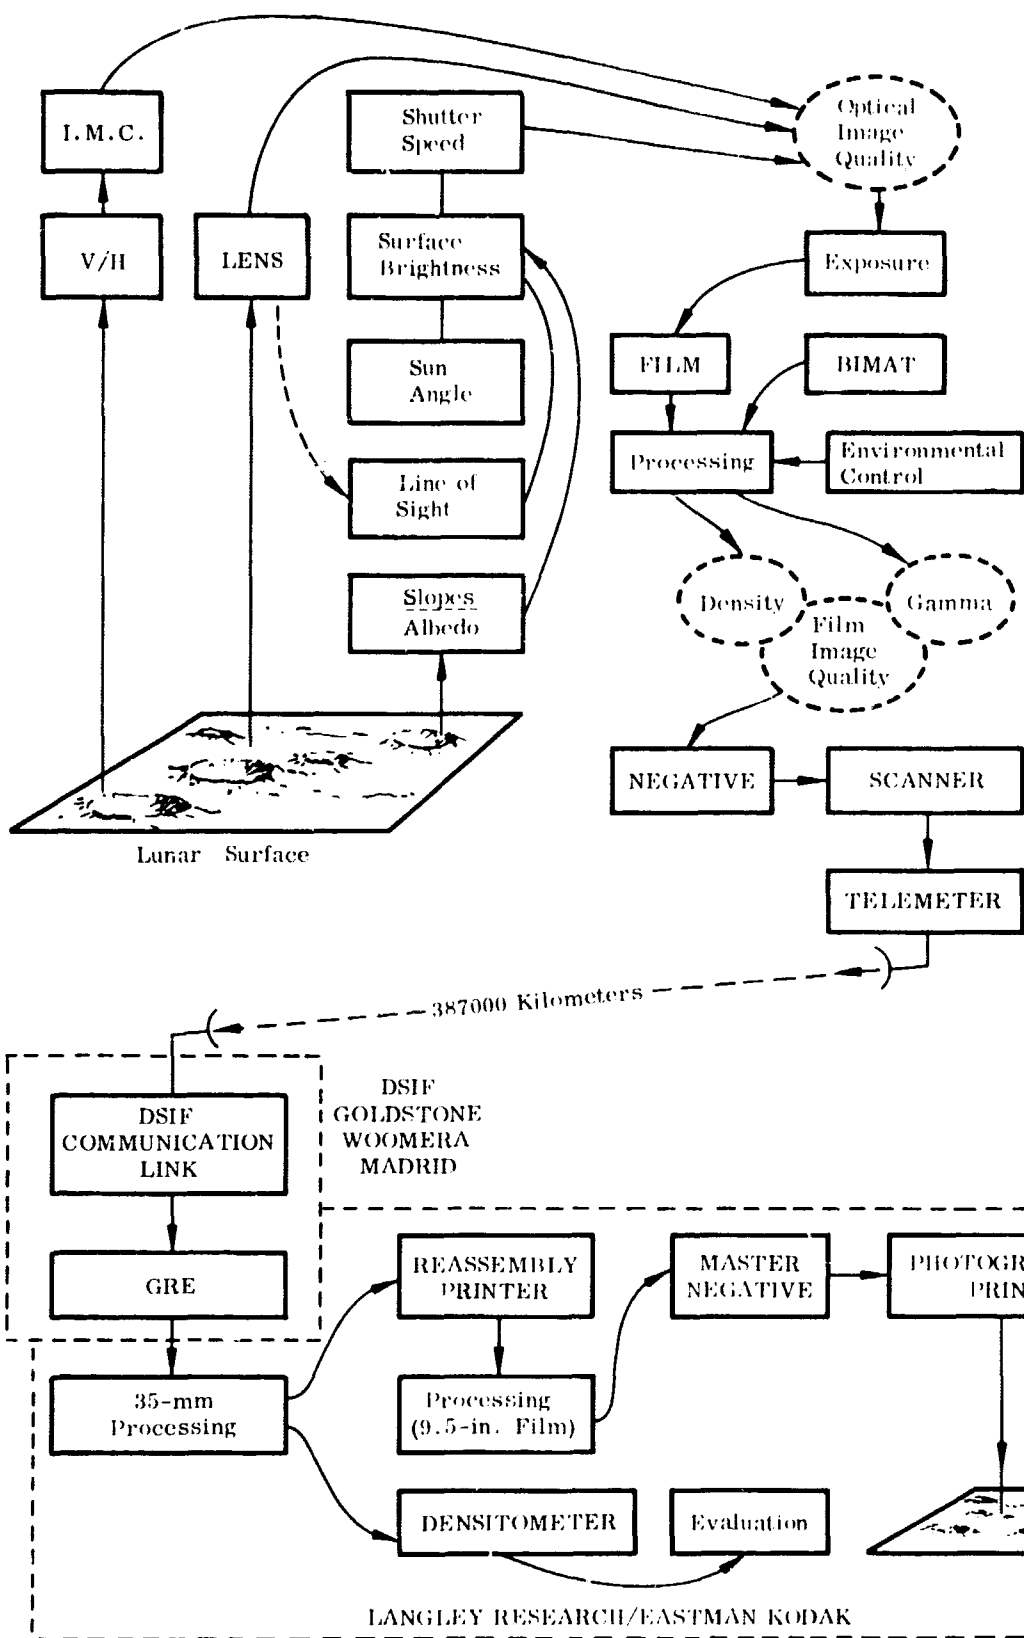 I.M.C.
V/H
LENS
Shutter
Speed
Surface
Brightness
Sun
Angle
Line of
Sight
Slopes
Albedo
Lunar Surface
Optical
Image
Quality
Exposure
FILM
BIMAT
Processing
Environmental
Control
Density
Gamma
Film
Image
Quality
NEGATIVE
SCANNER
TELEMETER
387000 Kilometers
DSIF
COMMUNICATION
LINK
GRE
DSIF
GOLDSTONE
WOOMERA
MADRID
35-mm
Processing
REASSEMBLY
PRINTER
Processing
(9.5-in. Film)
MASTER
NEGATIVE
PHOTOGR
PRIN
DENSITOMETER
Evaluation
LANGLEY RESEARCH/EASTMAN KODAK